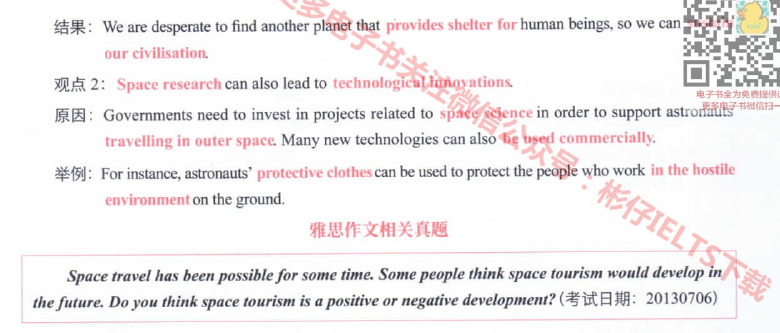 结果：We are desperate to find another planet that provides shelter for human beings, so we can
our civilisation.
观点 2：Space research can also lead to technological innovations.
原因：Governments need to invest in projects related to space science in order to support astronauts
travelling in outer space. Many new technologies can also be used commercially.
举例：For instance, astronauts' protective clothes can be used to protect the people who work in the hostile
environment on the ground.
雅思作文相关真题
Space travel has been possible for some time. Some people think space tourism would develop in
the future. Do you think space tourism is a positive or negative development? (考试日期：20130706)
更多电子书关注微信公众号：彬仔IELTS下载
电子书全为免费提供
更多电子书微信扫一